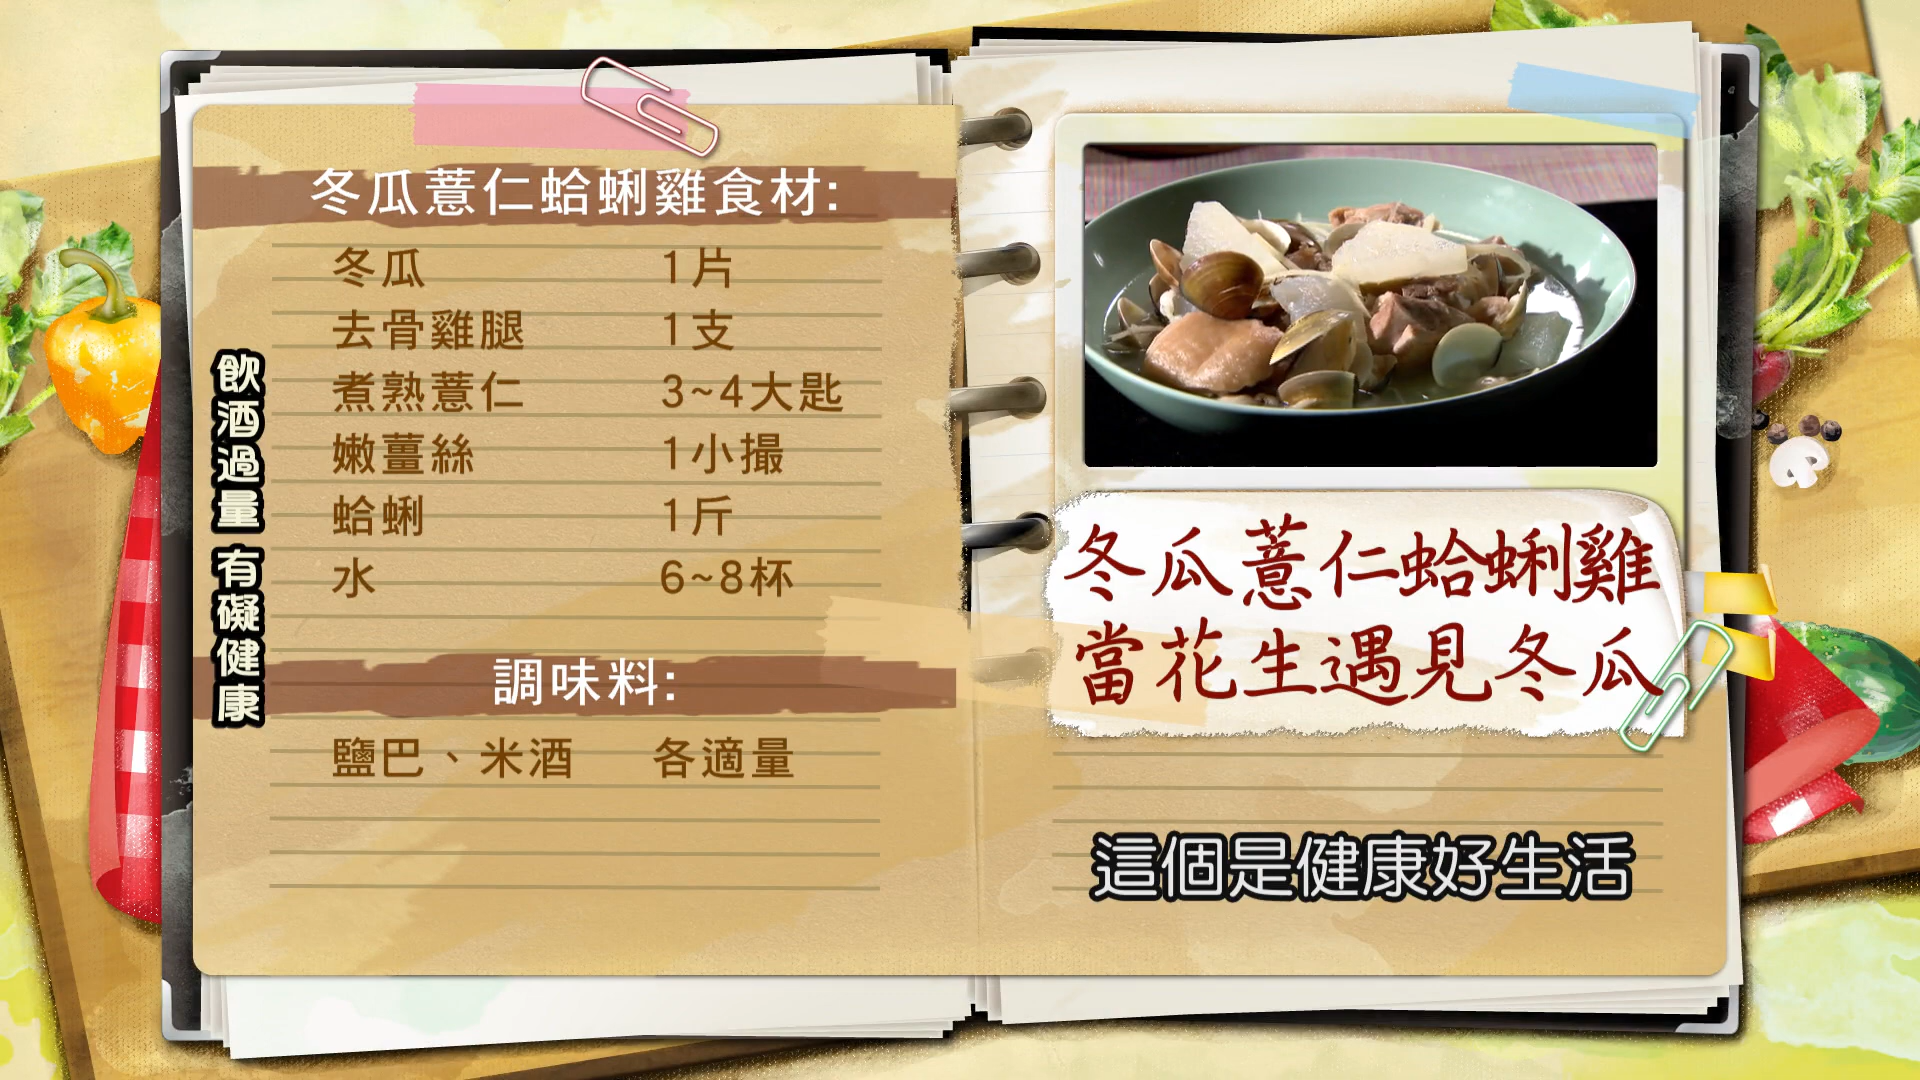 冬瓜薏仁蛤蜊雞食材:
冬瓜 1片
去骨雞腿 1支
煮熟薏仁 3~4大匙
嫩薑絲 1小撮
蛤蜊 1斤
水 6~8杯
調味料:
鹽巴、米酒 各適量
飲酒過量 有礙健康
冬瓜薏仁蛤蜊雞
當花生遇見冬瓜
這個是健康好生活